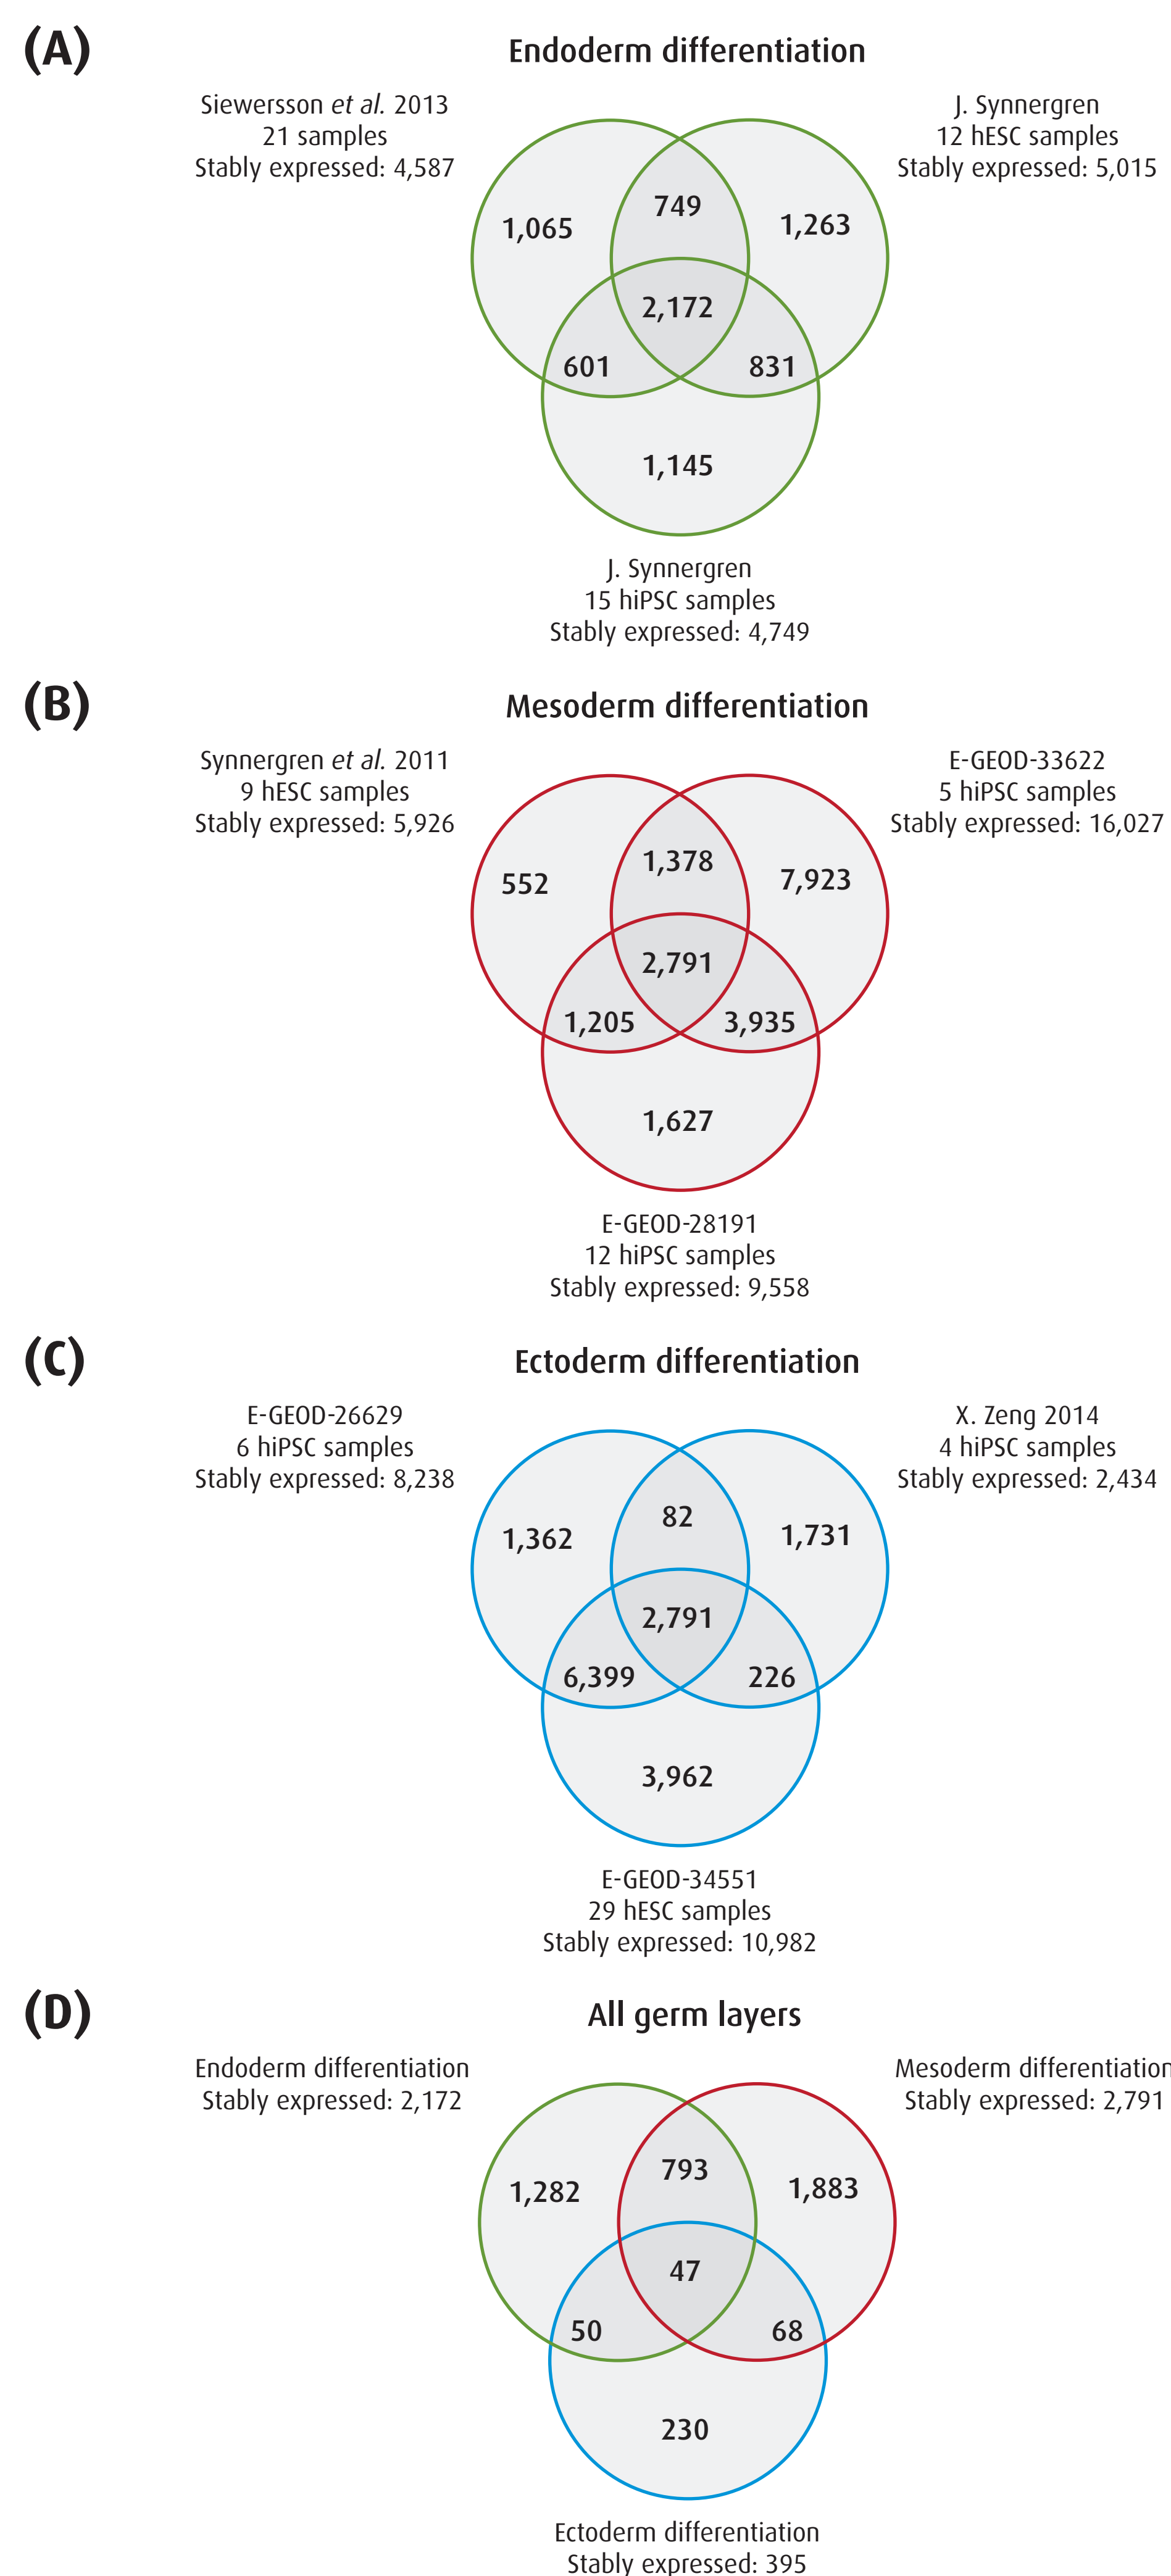 (A)
Endoderm differentiation
Siewersson et al. 2013
21 samples
Stably expressed: 4,587
J. Synnergren
12 hESC samples
Stably expressed: 5,015
1,065
749
1,263
2,172
601
831
1,145
J. Synnergren
15 hiPSC samples
Stably expressed: 4,749
(B)
Mesoderm differentiation
Synnergren et al. 2011
9 hESC samples
Stably expressed: 5,926
E-GEOD-33622
5 hiPSC samples
Stably expressed: 16,027
552
1,378
7,923
2,791
1,205
3,935
1,627
E-GEOD-28191
12 hiPSC samples
Stably expressed: 9,558
(C)
Ectoderm differentiation
E-GEOD-26629
6 hiPSC samples
Stably expressed: 8,238
X. Zeng 2014
4 hiPSC samples
Stably expressed: 2,434
1,362
82
1,731
2,791
6,399
226
3,962
E-GEOD-34551
29 hESC samples
Stably expressed: 10,982
(D)
All germ layers
Endoderm differentiation
Stably expressed: 2,172
Mesoderm differentiation
Stably expressed: 2,791
1,282
793
1,883
47
50
68
230
Ectoderm differentiation
Stably expressed: 395